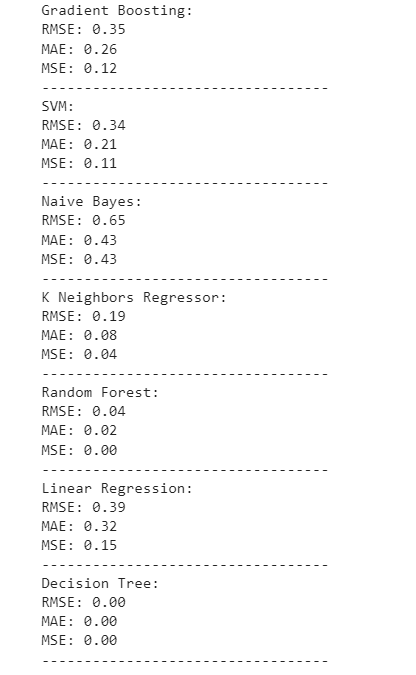 Gradient Boosting:
RMSE: 0.35
MAE: 0.26
MSE: 0.12
----------------------------------
SVM:
RMSE: 0.34
MAE: 0.21
MSE: 0.11
----------------------------------
Naive Bayes:
RMSE: 0.65
MAE: 0.43
MSE: 0.43
----------------------------------
K Neighbors Regressor:
RMSE: 0.19
MAE: 0.08
MSE: 0.04
----------------------------------
Random Forest:
RMSE: 0.04
MAE: 0.02
MSE: 0.00
----------------------------------
Linear Regression:
RMSE: 0.39
MAE: 0.32
MSE: 0.15
----------------------------------
Decision Tree:
RMSE: 0.00
MAE: 0.00
MSE: 0.00
----------------------------------